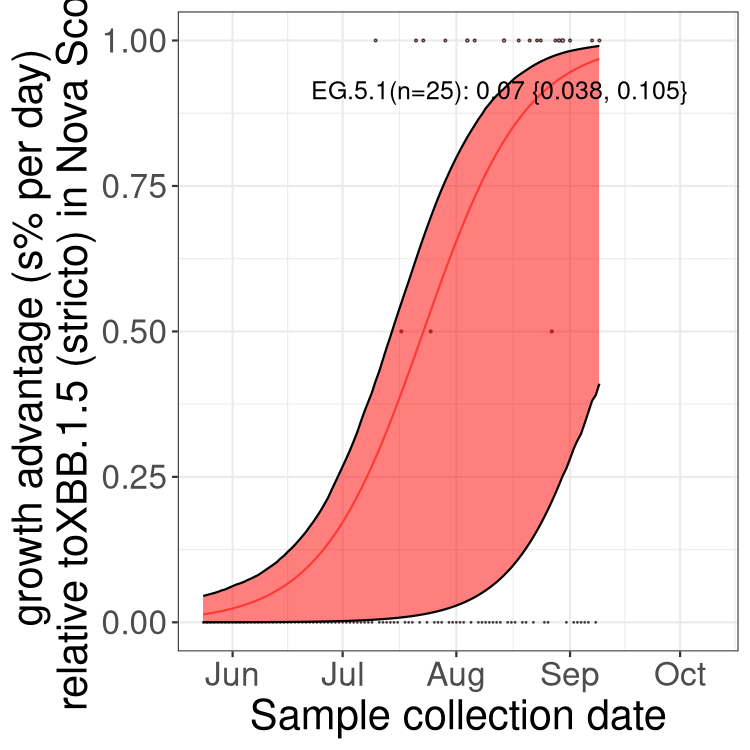 growth advantage (s% per day)
relative toXBB.1.5 (stricto) in Nova Sco
1.00
0.75
0.50
0.25
0.00
EG.5.1(n=25): 0.07 {0.038, 0.105}
Jun Jul Aug Sep Oct
Sample collection date